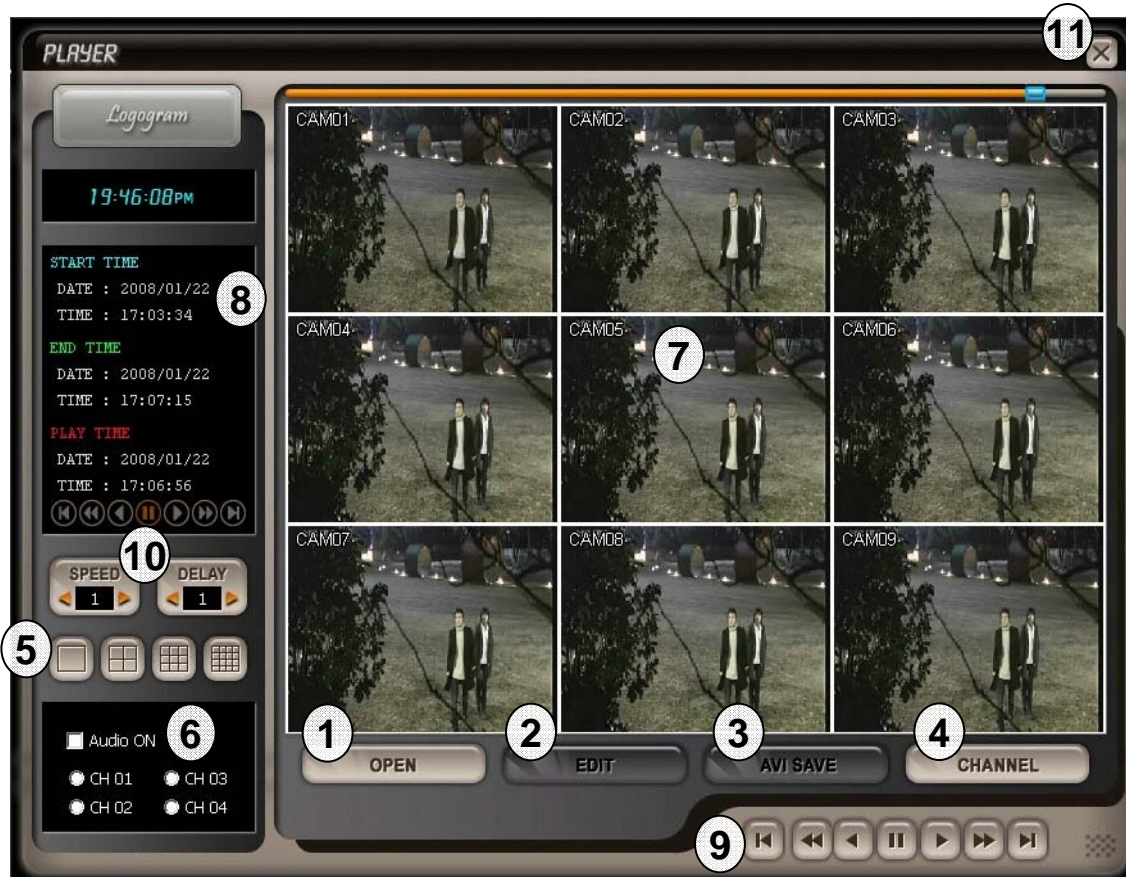 PLAYER
11
Logogram
19:46:08PM
START TIME
DATE : 2008/01/22
TIME : 17:03:34
8
END TIME
DATE : 2008/01/22
TIME : 17:07:15
PLAY TIME
DATE : 2008/01/22
TIME : 17:06:56
10
SPEED
DELAY
1
1
5
Audio ON
6
CH 01
CH 03
CH 02
CH 04
CAM01
CAM02
CAM03
CAM04
CAM05
CAM06
7
CAM07
CAM08
CAM09
1
2
3
4
OPEN
EDIT
AVI SAVE
CHANNEL
9